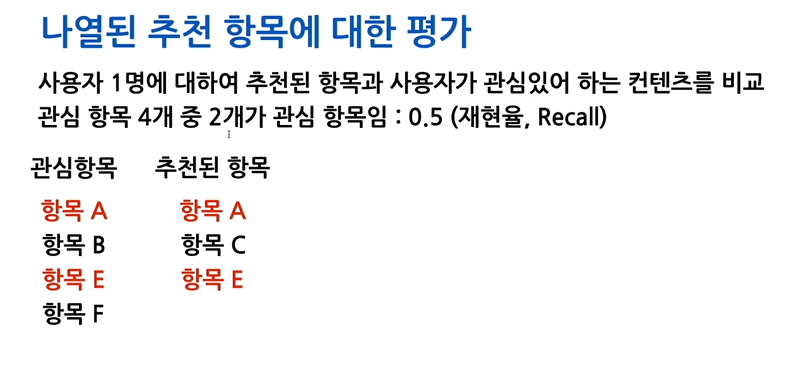 나열된 추천 항목에 대한 평가
사용자 1명에 대하여 추천된 항목과 사용자가 관심있어 하는 컨텐츠를 비교
관심 항목 4개 중 2개가 관심 항목임 : 0.5 (재현율, Recall)
관심항목 추천된 항목
항목 A 항목 A
항목 B 항목 C
항목 E 항목 E
항목 F